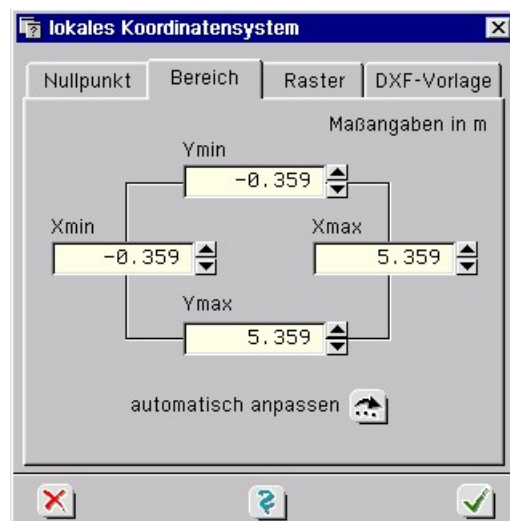 lokales Koordinatensystem
Nullpunkt Bereich Raster DXF-Vorlage
Maßangaben in m
Ymin
-0.359
Xmin Xmax
-0.359 5.359
Ymax
5.359
automatisch anpassen